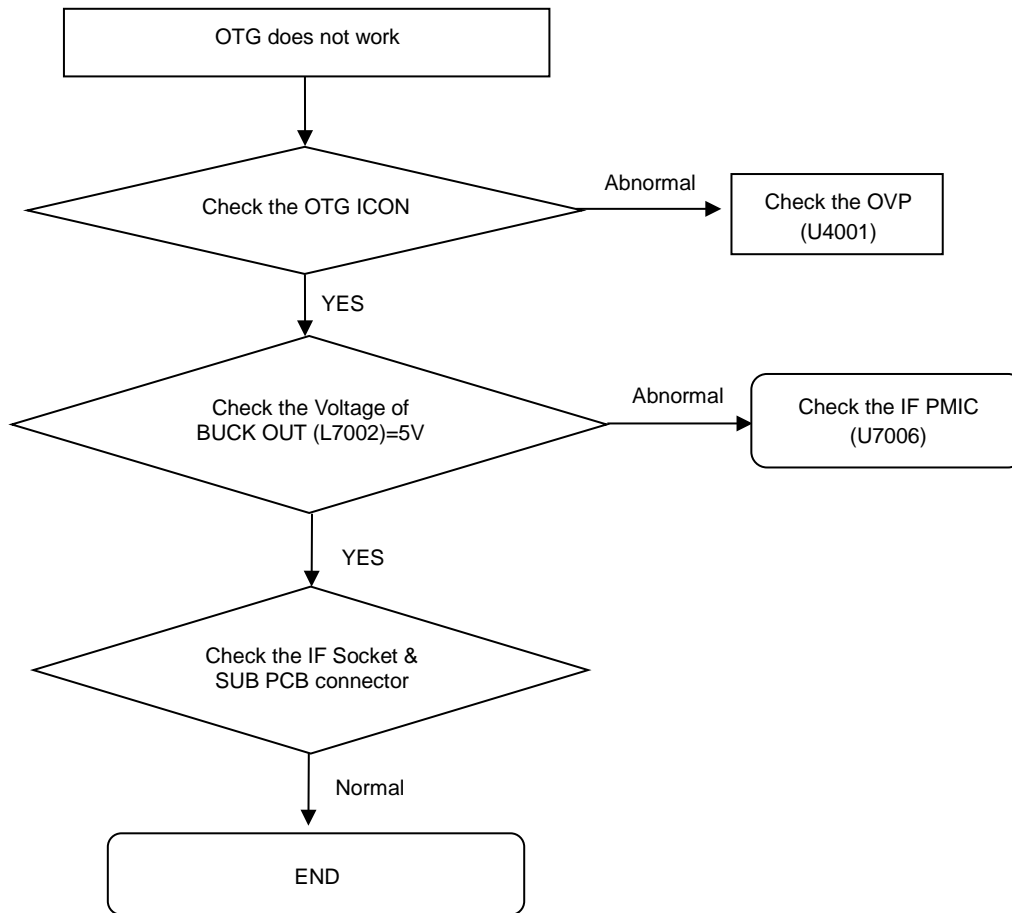 OTG does not work
Check the OTG ICON
Abnormal
Check the OVP
(U4001)
YES
Check the Voltage of
BUCK OUT (L7002)=5V
Abnormal
Check the IF PMIC
(U7006)
YES
Check the IF Socket &
SUB PCB connector
Normal
END